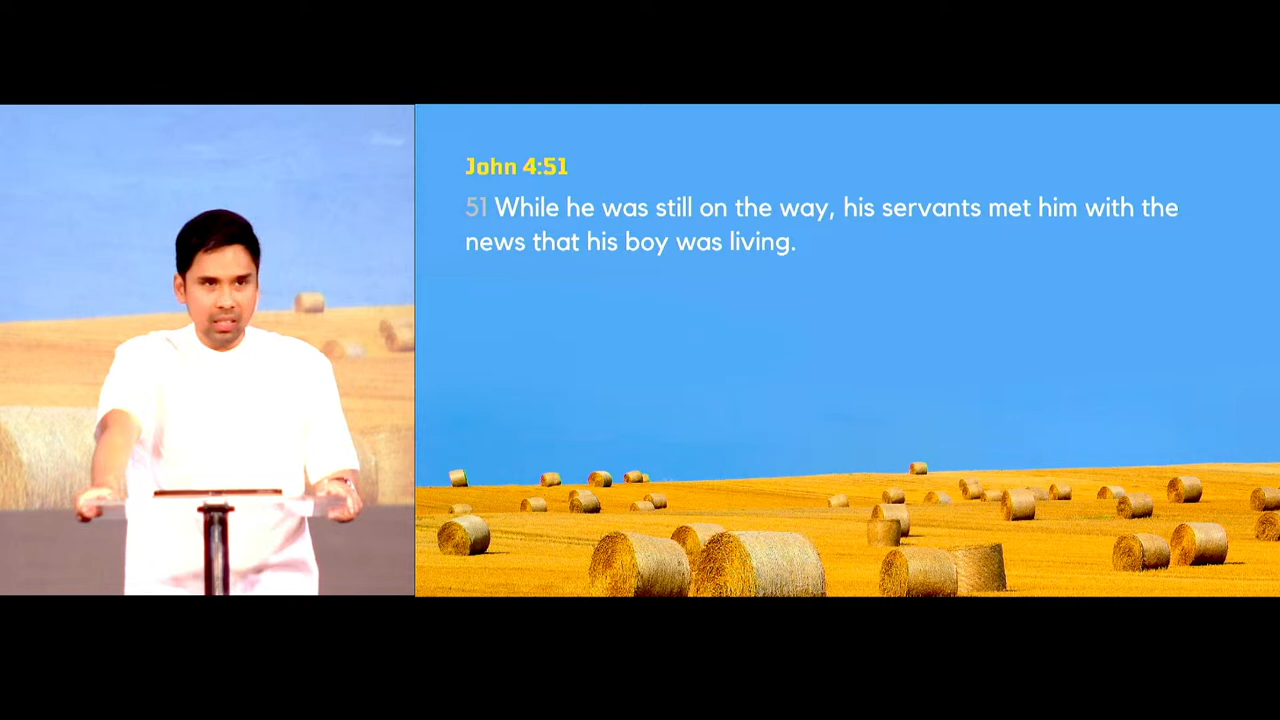 John 4:51
51 While he was still on the way, his servants met him with the
news that his boy was living.